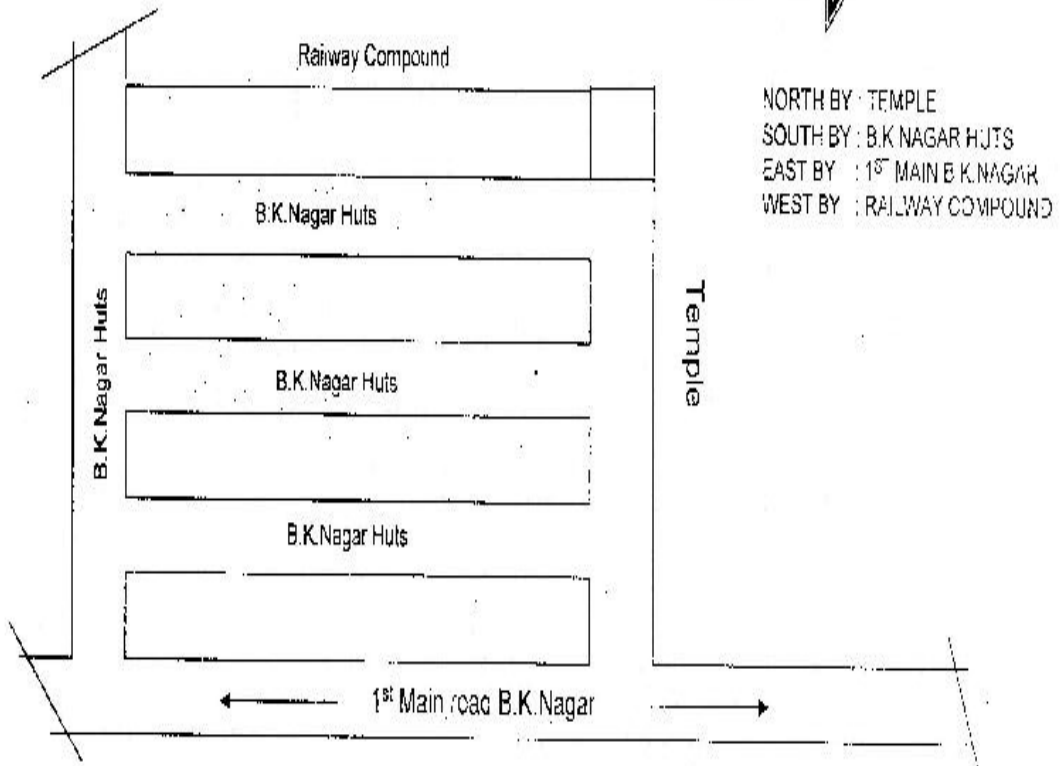 Railway Compound
NORTH BY : TEMPLE
SOUTH BY : B.K NAGAR HUTS
EAST BY : 1ST MAIN B.K.NAGAR
WEST BY : RAILWAY COMPOUND
B.K.Nagar Huts
Temple
B.K.Nagar Huts
B.K.Nagar Huts
B.K.Nagar Huts
1st Main road B.K.Nagar